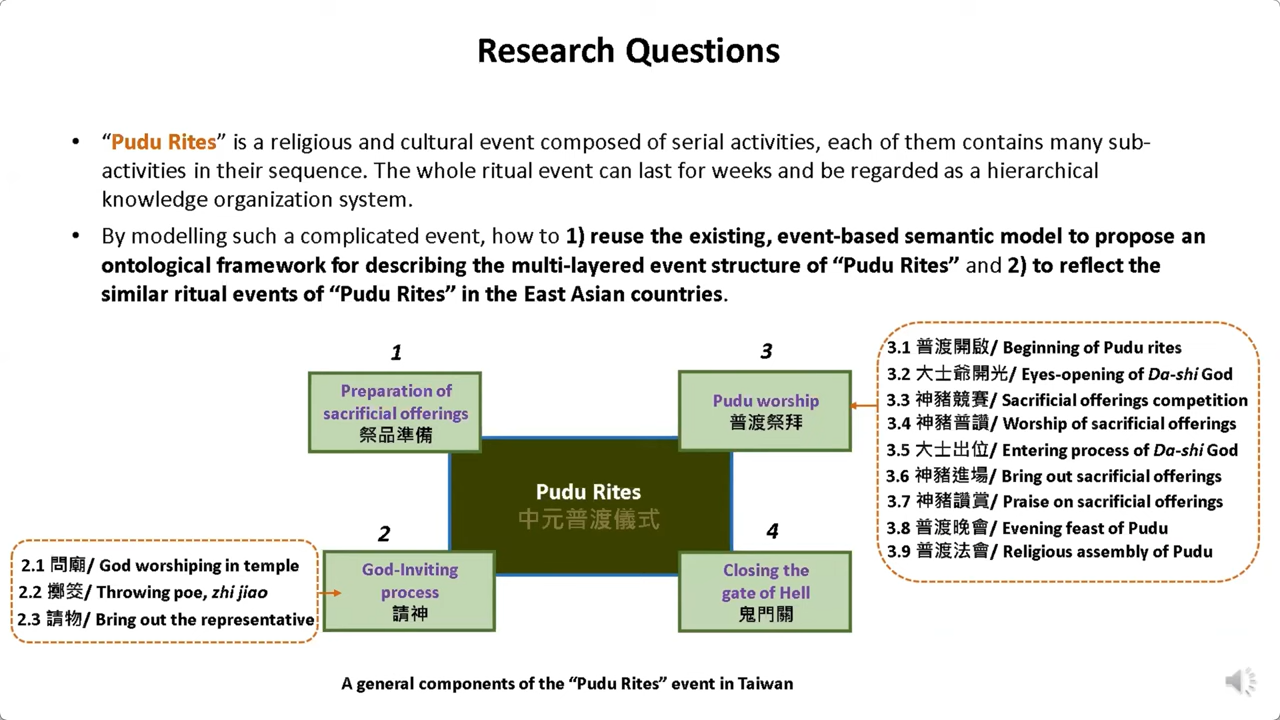 Research Questions
• “Pudu Rites” is a religious and cultural event composed of serial activities, each of them contains many sub-
activities in their sequence. The whole ritual event can last for weeks and be regarded as a hierarchical
knowledge organization system.
• By modelling such a complicated event, how to 1) reuse the existing, event-based semantic model to propose an
ontological framework for describing the multi-layered event structure of “Pudu Rites” and 2) to reflect the
similar ritual events of “Pudu Rites” in the East Asian countries.
1
Preparation of
sacrificial offerings
祭品準備
3
Pudu worship
普渡祭拜
3.1 普渡開啟/ Beginning of Pudu rites
3.2 大士爺開光/ Eyes-opening of Da-shi God
3.3 神豬競賽/ Sacrificial offerings competition
3.4 神豬普讚/ Worship of sacrificial offerings
3.5 大士出位/ Entering process of Da-shi God
3.6 神豬進場/ Bring out sacrificial offerings
3.7 神豬讚賞/ Praise on sacrificial offerings
3.8 普渡晚會/ Evening feast of Pudu
3.9 普渡法會/ Religious assembly of Pudu
Pudu Rites
中元普渡儀式
2
God-Inviting
process
請神
2.1 問廟/ God worshiping in temple
2.2 擲筊/ Throwing poe, zhi jiao
2.3 請物/ Bring out the representative
4
Closing the
gate of Hell
鬼門關
A general components of the “Pudu Rites” event in Taiwan